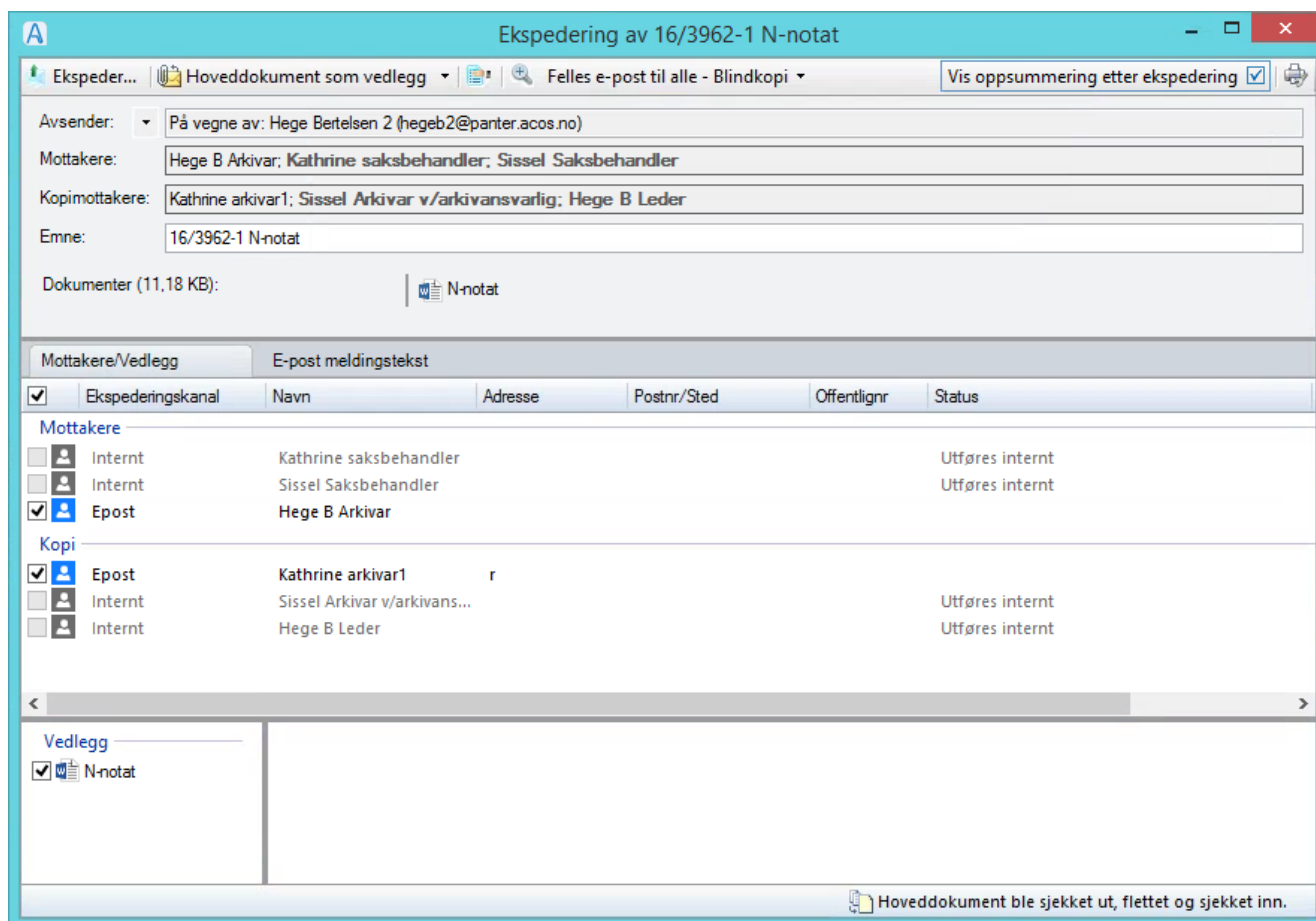 Ekspedering av 16/3962-1 N-notat
Ekspeder... Hoveddokument som vedlegg Felles e-post til alle - Blindkopi Vis oppsummering etter ekspedering
Avsender: På vegne av: Hege Bertelsen 2 (hegeb2@panter.acos.no)
Mottakere: Hege B Arkivar; Kathrine saksbehandler; Sissel Saksbehandler
Kopimottakere: Kathrine arkivar1; Sissel Arkivar v/arkivansvarlig; Hege B Leder
Emne: 16/3962-1 N-notat
Dokumenter (11,18 KB): N-notat
Mottakere/Vedlegg E-post meldingstekst
Ekspederingskanal Navn Adresse Postnr/Sted Offentlignr Status
Mottakere
Internt Kathrine saksbehandler Utføres internt
Internt Sissel Saksbehandler Utføres internt
Epost Hege B Arkivar
Kopi
Epost Kathrine arkivar1 r
Internt Sissel Arkivar v/arkivans... Utføres internt
Internt Hege B Leder Utføres internt
Vedlegg
N-notat
Hoveddokument ble sjekket ut, flettet og sjekket inn.